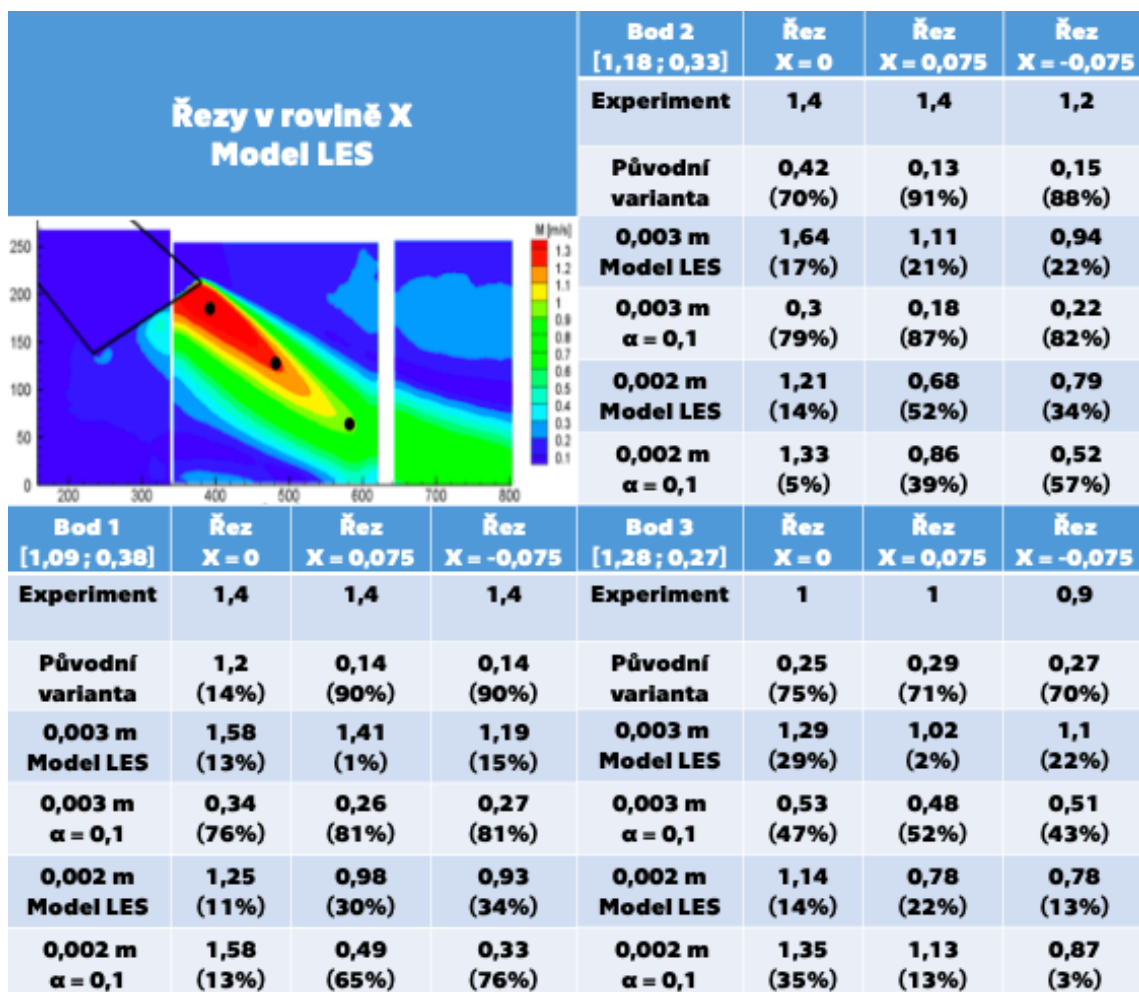 Řezy v rovině X
Model LES
Bod 2 Řez Řez Řez
[1,18 ; 0,33] X = 0 X = 0,075 X = -0,075
Experiment 1,4 1,4 1,2
Původní 0,42 0,13 0,15
varianta (70%) (91%) (88%)
0,003 m 1,64 1,11 0,94
Model LES (17%) (21%) (22%)
0,003 m 0,3 0,18 0,22
α = 0,1 (79%) (87%) (82%)
0,002 m 1,21 0,68 0,79
Model LES (14%) (52%) (34%)
0,002 m 1,33 0,86 0,52
α = 0,1 (5%) (39%) (57%)
M [m/s]
1.3
1.2
1.1
1
0.9
0.8
0.7
0.6
0.5
0.4
0.3
0.2
0.1
250
200
150
100
50
0
200 300 400 500 600 700 800
Bod 1 Řez Řez Řez
[1,09 ; 0,38] X = 0 X = 0,075 X = -0,075
Experiment 1,4 1,4 1,4
Původní 1,2 0,14 0,14
varianta (14%) (90%) (90%)
0,003 m 1,58 1,41 1,19
Model LES (13%) (1%) (15%)
0,003 m 0,34 0,26 0,27
α = 0,1 (76%) (81%) (81%)
0,002 m 1,25 0,98 0,93
Model LES (11%) (30%) (34%)
0,002 m 1,58 0,49 0,33
α = 0,1 (13%) (65%) (76%)
Bod 3 Řez Řez Řez
[1,28 ; 0,27] X = 0 X = 0,075 X = -0,075
Experiment 1 1 0,9
Původní 0,25 0,29 0,27
varianta (75%) (71%) (70%)
0,003 m 1,29 1,02 1,1
Model LES (29%) (2%) (22%)
0,003 m 0,53 0,48 0,51
α = 0,1 (47%) (52%) (43%)
0,002 m 1,14 0,78 0,78
Model LES (14%) (22%) (13%)
0,002 m 1,35 1,13 0,87
α = 0,1 (35%) (13%) (3%)